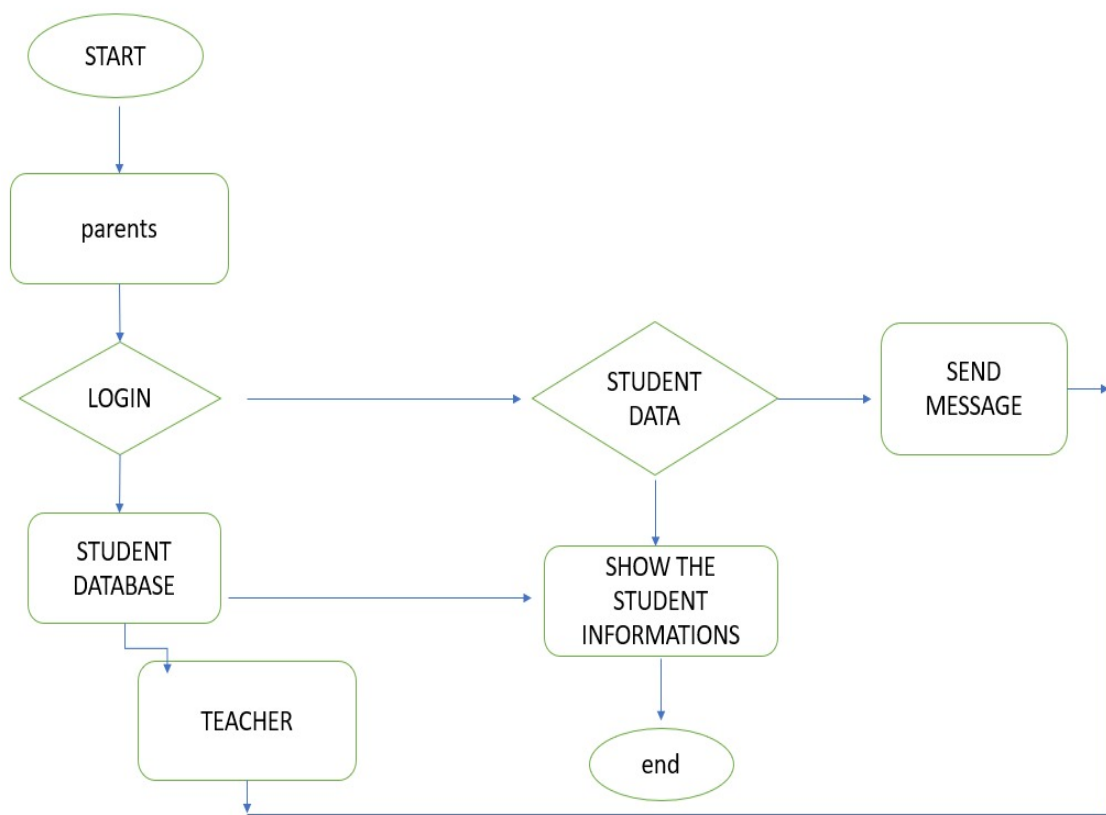 START
parents
LOGIN
STUDENT
DATA
SEND
MESSAGE
STUDENT
DATABASE
SHOW THE
STUDENT
INFORMATIONS
TEACHER
end